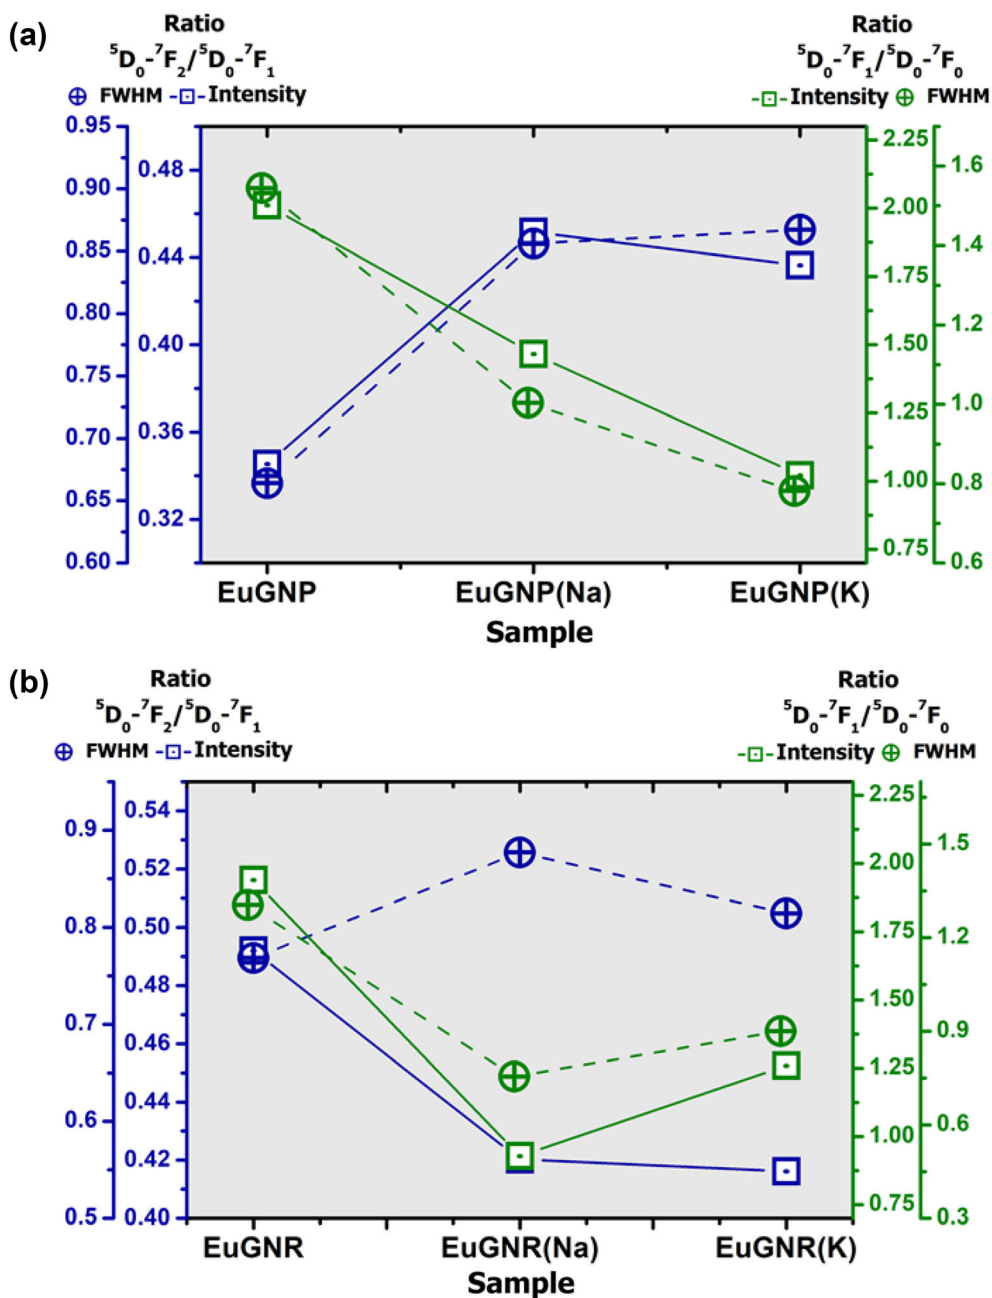 (a)
Ratio
⁵D₀-⁷F₂/⁵D₀-⁷F₁
FWHM Intensity
Ratio
⁵D₀-⁷F₁/⁵D₀-⁷F₀
Intensity FWHM
0.95
0.90
0.85
0.80
0.75
0.70
0.65
0.60
0.48
0.44
0.40
0.36
0.32
2.25
2.00
1.75
1.50
1.25
1.00
0.75
1.6
1.4
1.2
1.0
0.8
0.6
EuGNP EuGNP(Na) EuGNP(K)
Sample
(b)
Ratio
⁵D₀-⁷F₂/⁵D₀-⁷F₁
FWHM Intensity
Ratio
⁵D₀-⁷F₁/⁵D₀-⁷F₀
Intensity FWHM
0.9
0.8
0.7
0.6
0.5
0.54
0.52
0.50
0.48
0.46
0.44
0.42
0.40
2.25
2.00
1.75
1.50
1.25
1.00
0.75
1.5
1.2
0.9
0.6
0.3
EuGNR EuGNR(Na) EuGNR(K)
Sample